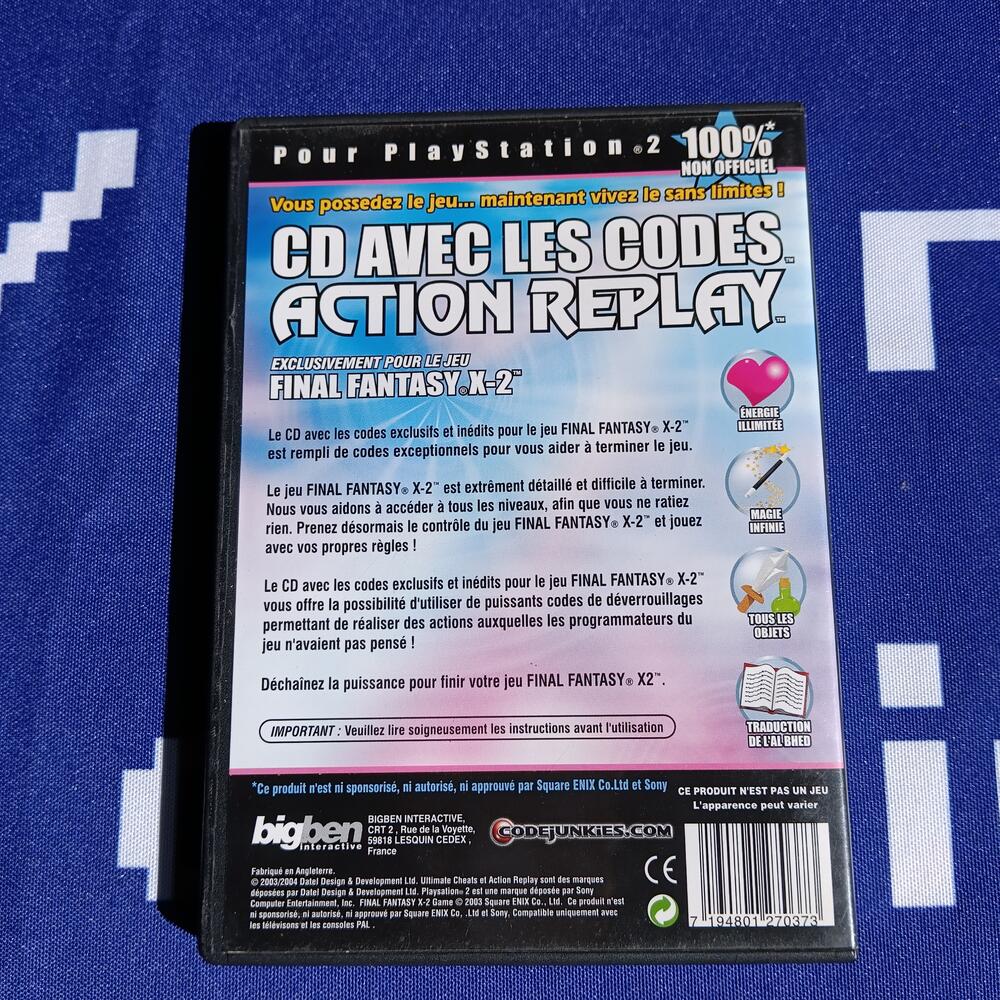 Pour PlayStation®2
100%*
NON OFFICIEL
Vous possedez le jeu... maintenant vivez le sans limites !
CD AVEC LES CODES™
ACTION REPLAY™
EXCLUSIVEMENT POUR LE JEU
FINAL FANTASY® X-2™
Le CD avec les codes exclusifs et inédits pour le jeu FINAL FANTASY® X-2™
est rempli de codes exceptionnels pour vous aider à terminer le jeu.
Le jeu FINAL FANTASY® X-2™ est extrêment détaillé et difficile à terminer.
Nous vous aidons à accéder à tous les niveaux, afin que vous ne ratiez
rien. Prenez désormais le contrôle du jeu FINAL FANTASY® X-2™ et jouez
avec vos propres règles !
Le CD avec les codes exclusifs et inédits pour le jeu FINAL FANTASY® X-2™
vous offre la possibilité d'utiliser de puissants codes de déverrouillages
permettant de réaliser des actions auxquelles les programmateurs du
jeu n'avaient pas pensé !
Déchaînez la puissance pour finir votre jeu FINAL FANTASY® X2™.
IMPORTANT : Veuillez lire soigneusement les instructions avant l'utilisation
ÉNERGIE
ILLIMITÉE
MAGIE
INFINIE
TOUS LES
OBJETS
TRADUCTION
DE L'AL BHED
*Ce produit n'est ni sponsorisé, ni autorisé, ni approuvé par Square ENIX Co.Ltd et Sony
CE PRODUIT N'EST PAS UN JEU
L'apparence peut varier
bigben
interactive
BIGBEN INTERACTIVE,
CRT 2 , Rue de la Voyette,
59818 LESQUIN CEDEX ,
France
CODEJUNKIES.COM
CE
Fabriqué en Angleterre.
© 2003/2004 Datel Design & Development Ltd. Ultimate Cheats et Action Replay sont des marques
déposées par Datel Design & Development Ltd. Playstation® 2 est une marque déposée par Sony
Computer Entertainment, Inc. FINAL FANTASY X-2 Game © 2003 Square ENIX Co., Ltd. Ce produit n'est
ni sponsorisé, ni autorisé, ni approuvé par Square ENIX Co, .Ltd et Sony, Compatible uniquement avec
les télévisons et les consoles PAL .
7 194801 270373